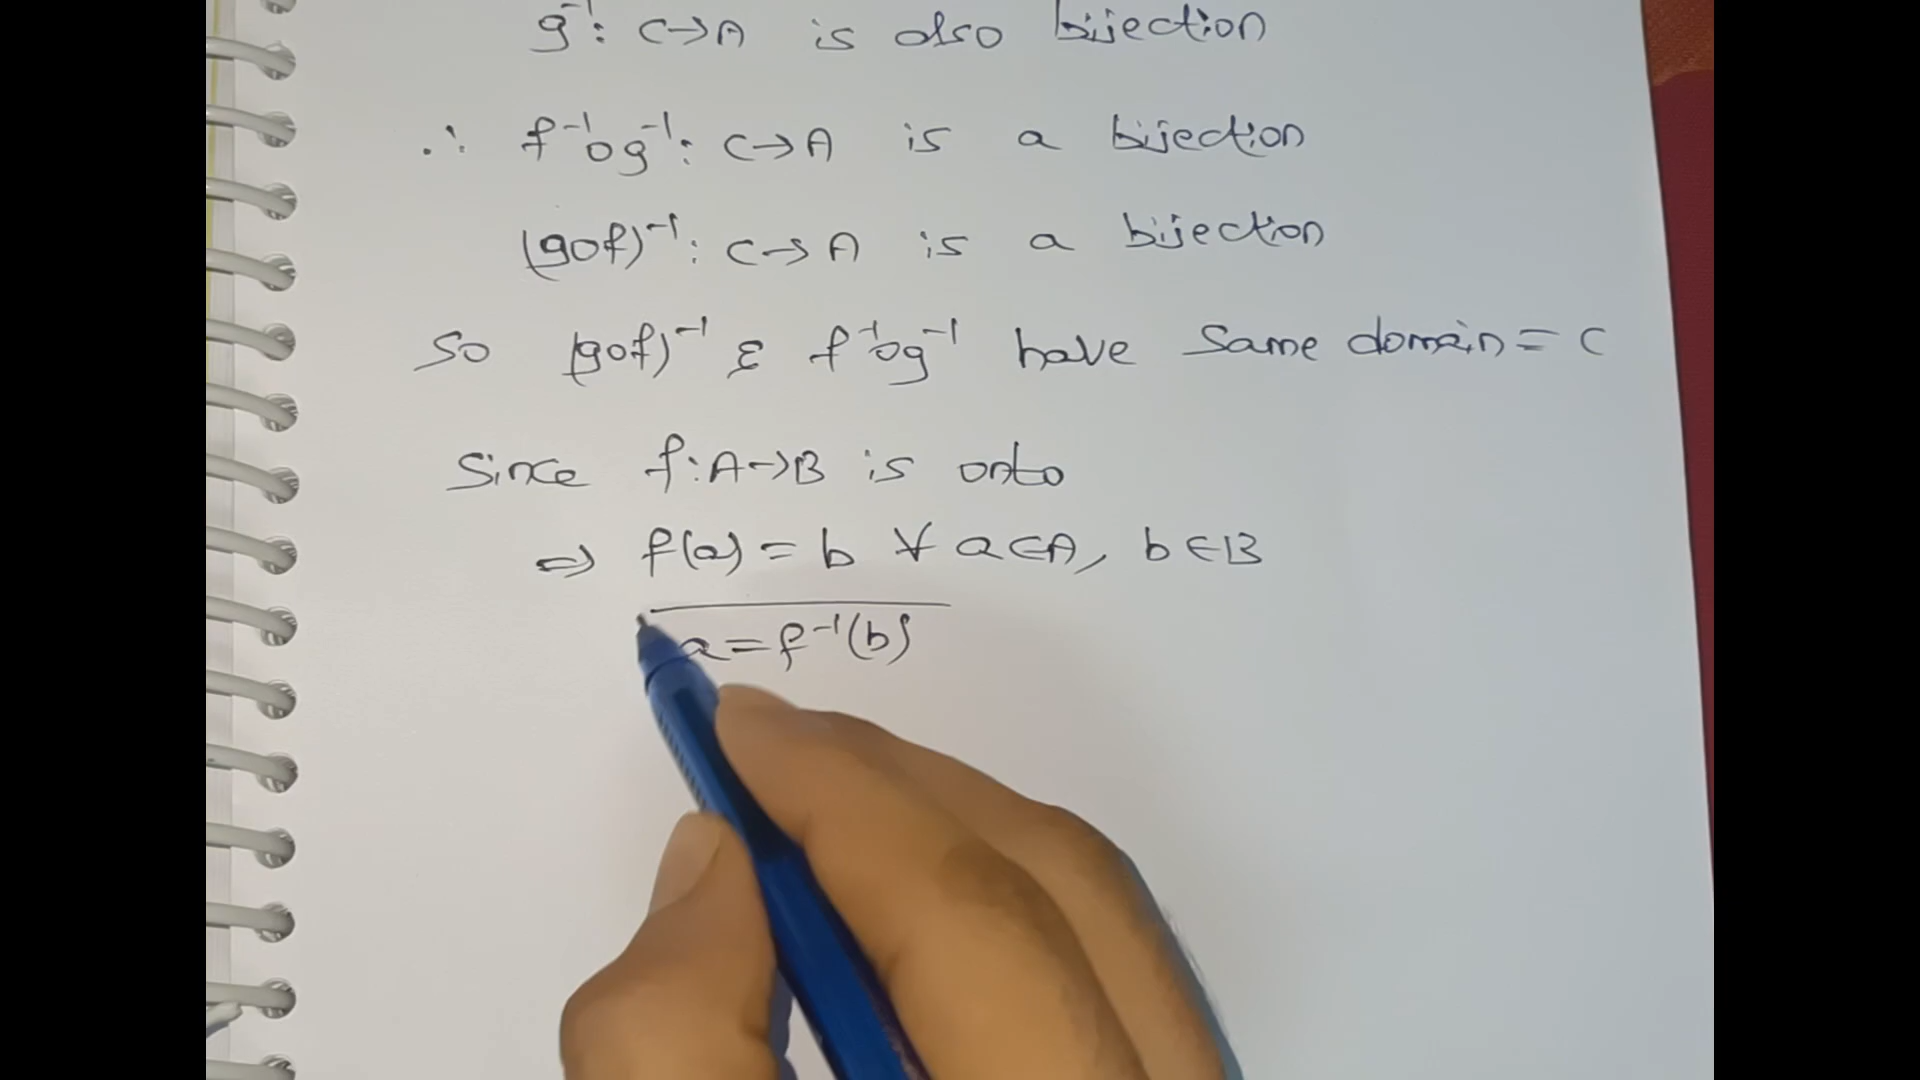 g⁻¹: C→A is also bijection
∴ f⁻¹og⁻¹: C→A is a bijection
(gof)⁻¹: C→A is a bijection
So (gof)⁻¹ & f⁻¹og⁻¹ have same domain = C
Since f:A→B is onto
⇒ f(a) = b ∀ a∈A, b∈B
a = f⁻¹(b)